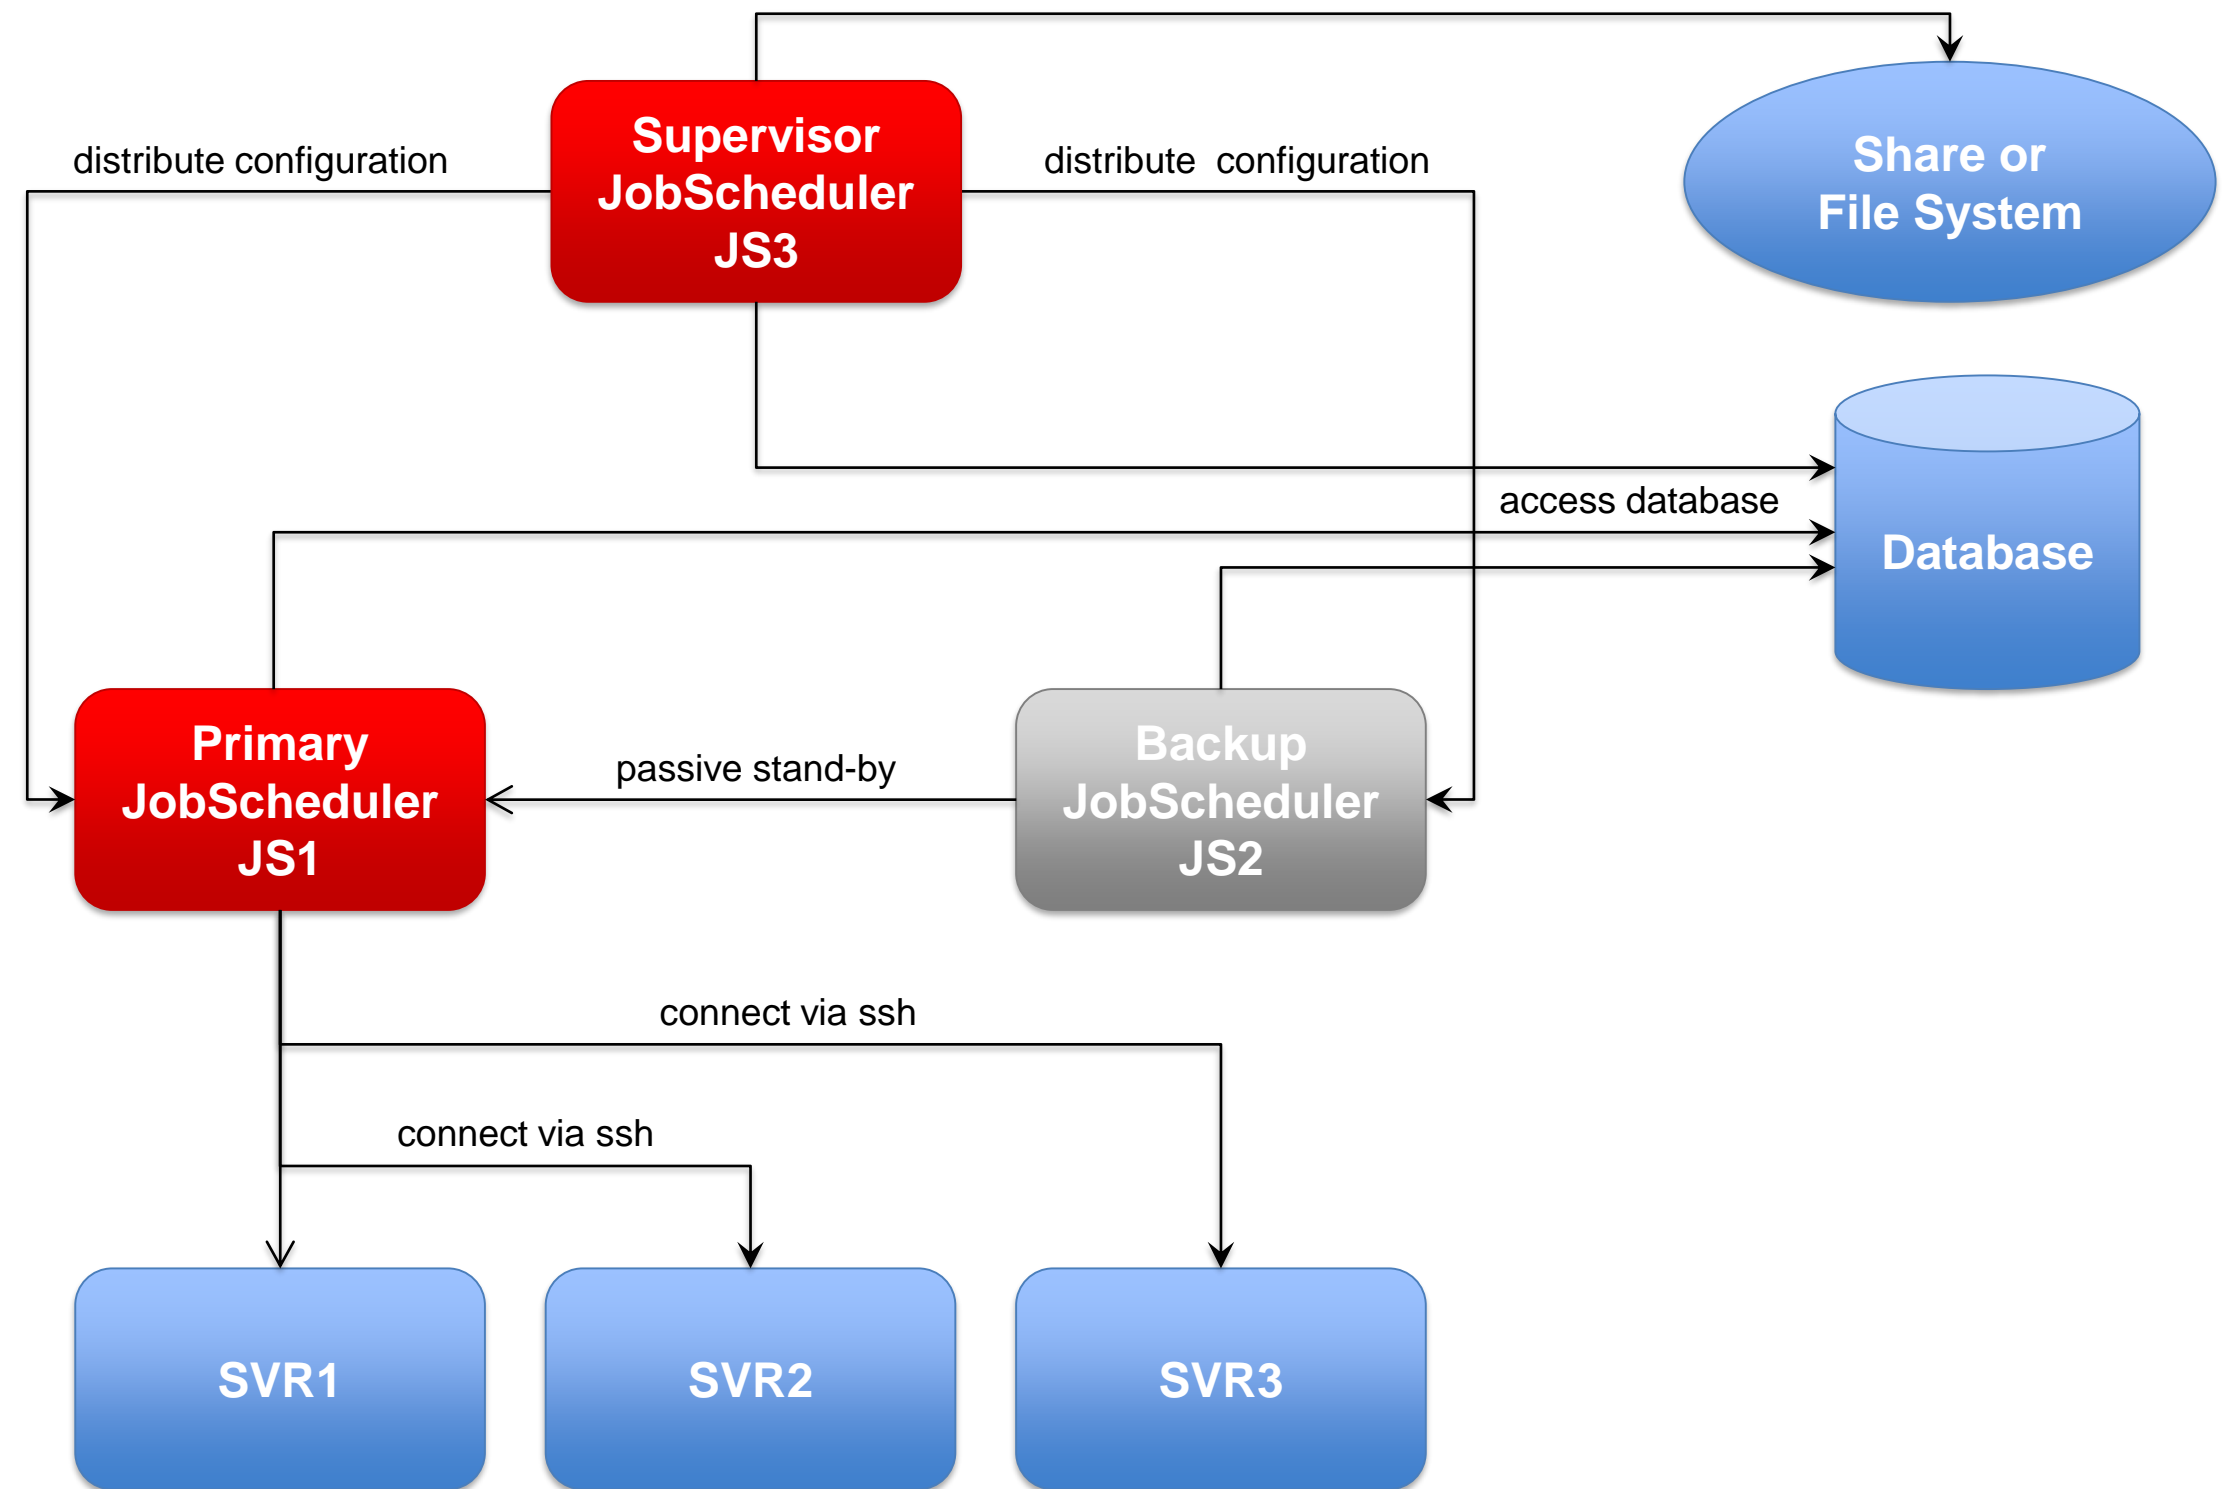 distribute configuration
Supervisor
JobScheduler
JS3
distribute  configuration
Share or
File System
access database
Database
Primary
JobScheduler
JS1
passive stand-by
Backup
JobScheduler
JS2
connect via ssh
connect via ssh
SVR1
SVR2
SVR3